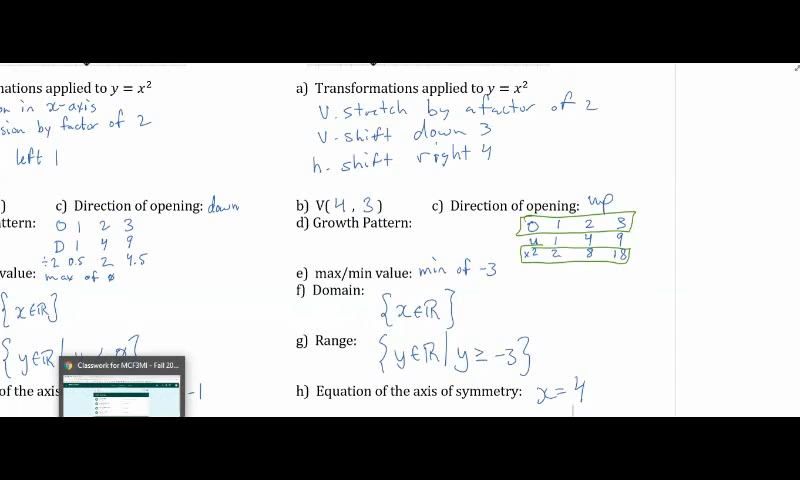 mations applied to y = x²
on in x-axis
sion by factor of 2
left 1
) c) Direction of opening: down
ttern: 0 1 2 3
D 1 4 9
÷2 0.5 2 4.5
value: max of ø
{x∈ℝ}
{y∈ℝ| y
of the axis -1
Classwork for MCF3MI - Fall 20...
a) Transformations applied to y = x²
V. stretch by a factor of 2
V. shift down 3
h. shift right 4
b) V(4, 3) c) Direction of opening: up
d) Growth Pattern: O 1 2 3
U 1 4 9
x2 2 8 18
e) max/min value: min of -3
f) Domain:
{x∈ℝ}
g) Range: {y∈ℝ| y ≥ -3}
h) Equation of the axis of symmetry: x = 4